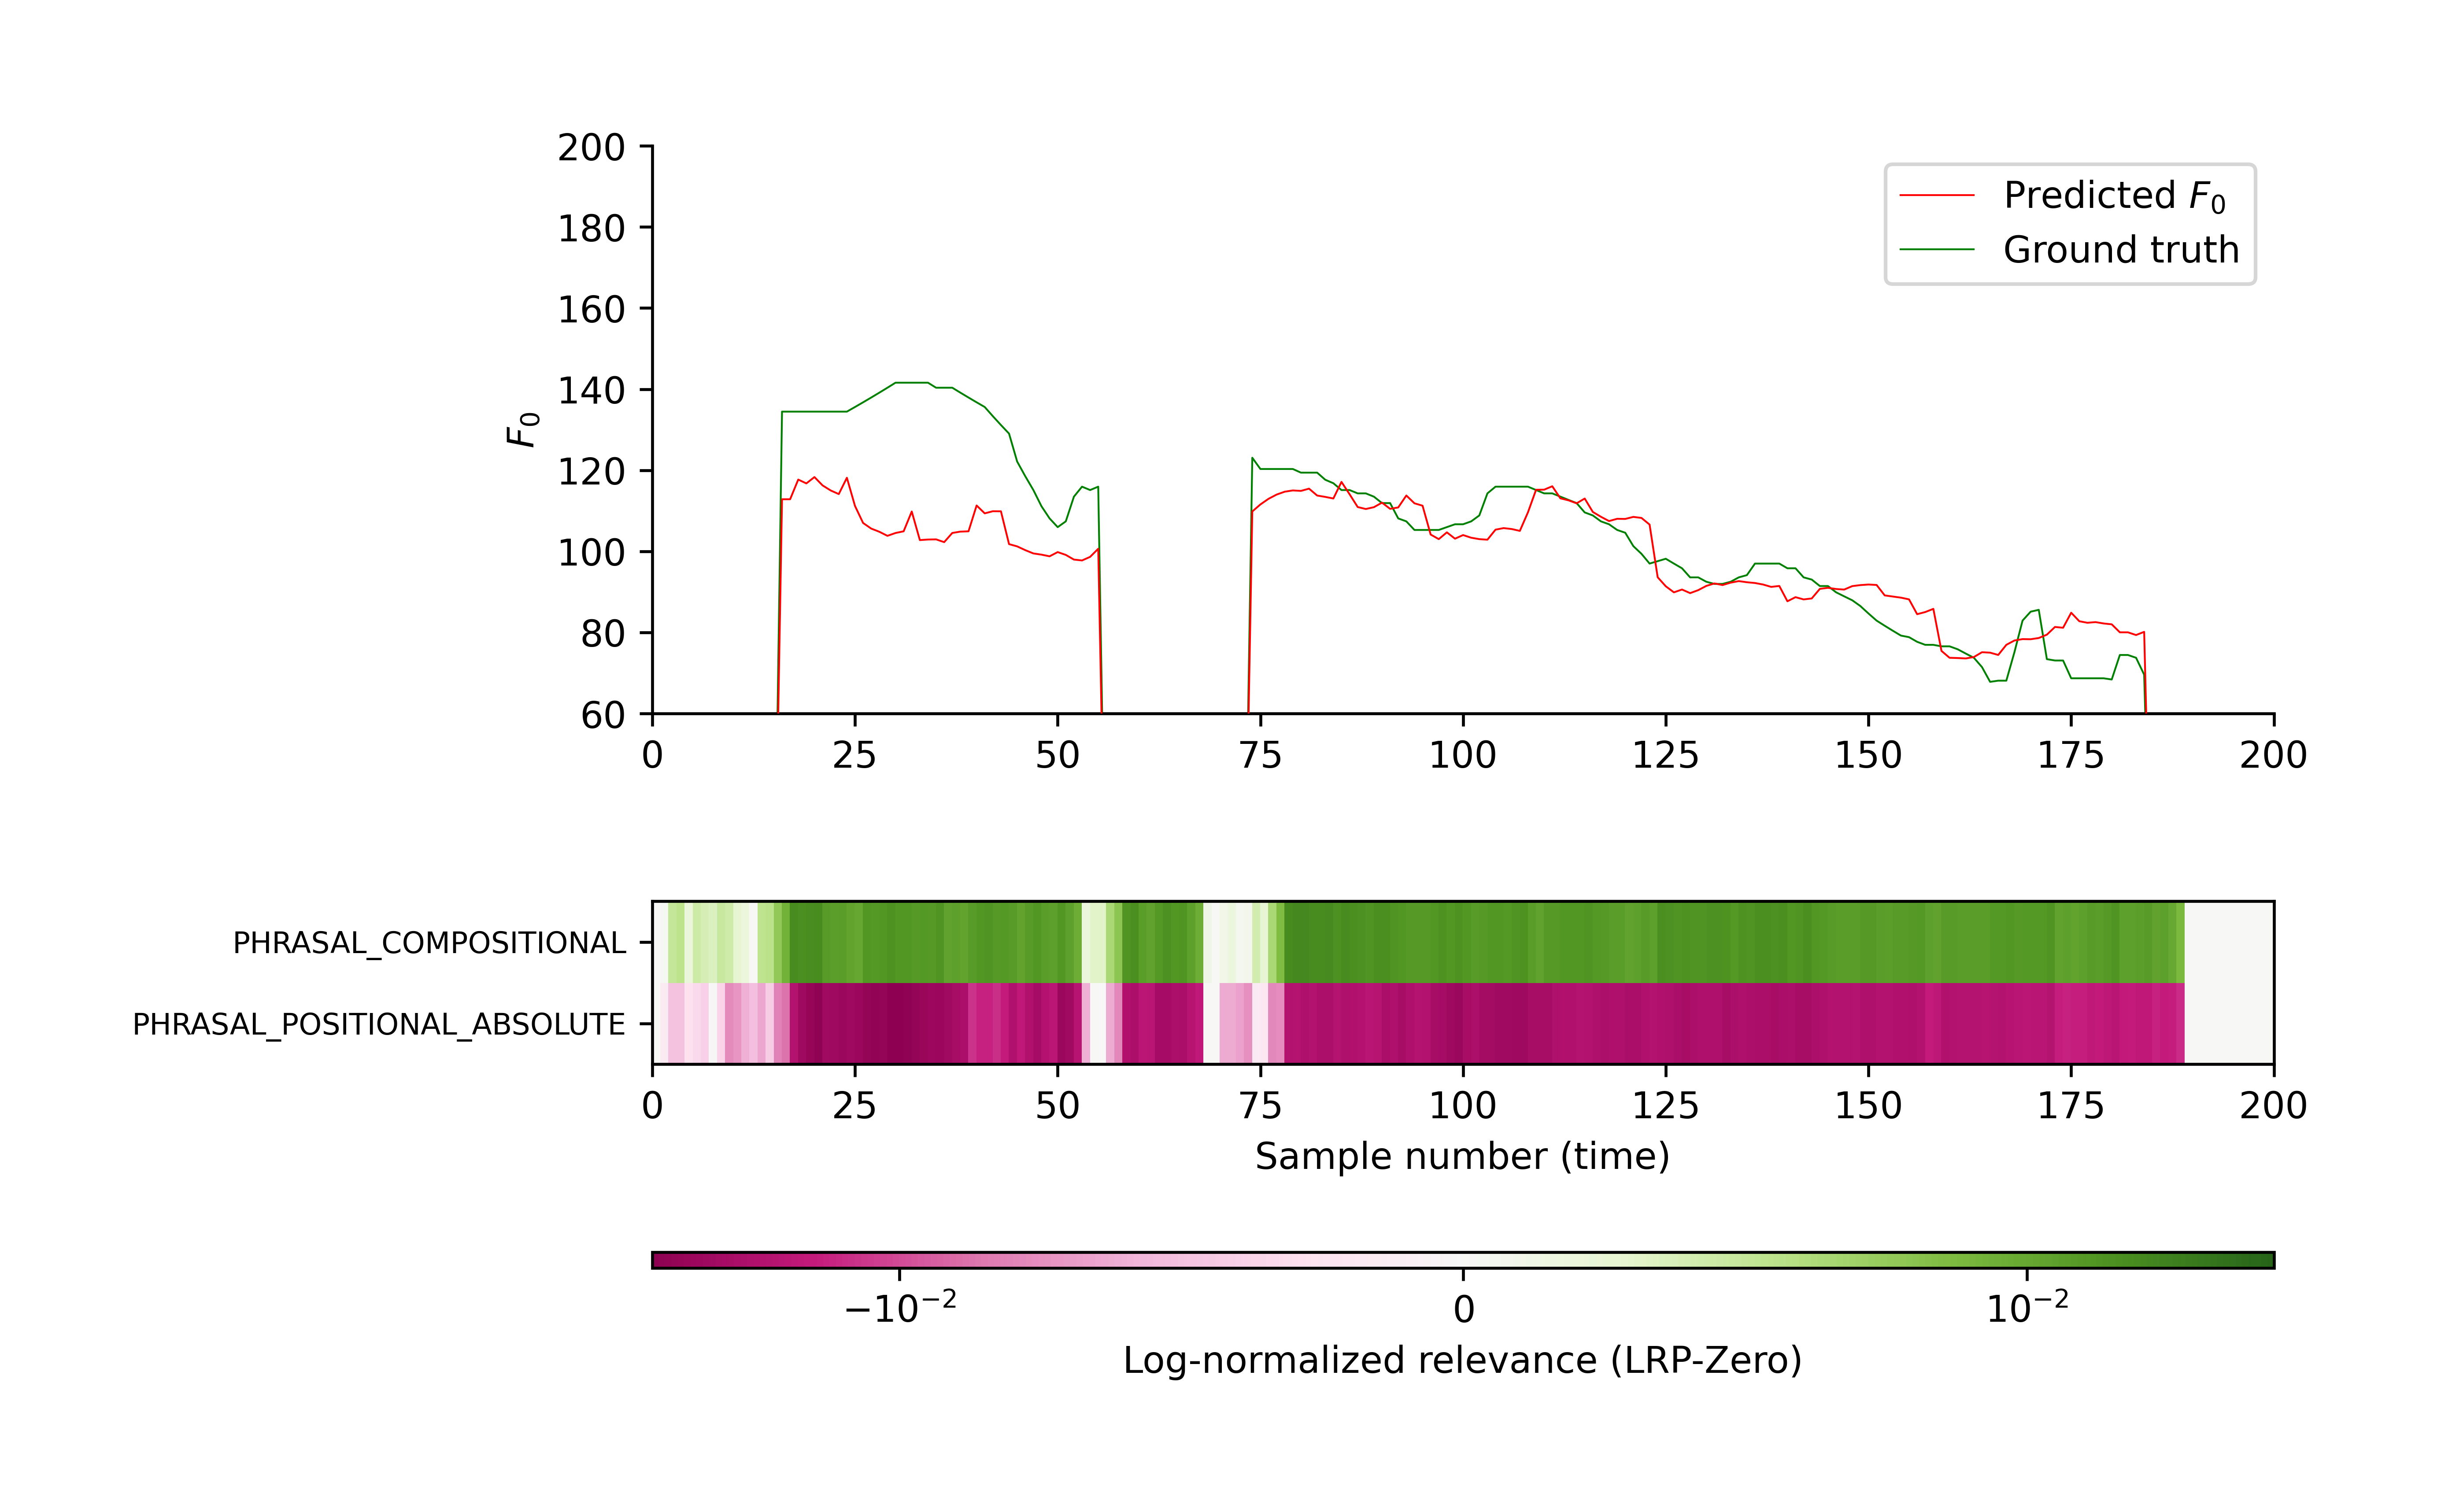 200
180
160
140
120
100
80
60
F₀
Predicted F₀
Ground truth
0 25 50 75 100 125 150 175 200
PHRASAL_COMPOSITIONAL
PHRASAL_POSITIONAL_ABSOLUTE
0 25 50 75 100 125 150 175 200
Sample number (time)
−10⁻² 0 10⁻²
Log-normalized relevance (LRP-Zero)